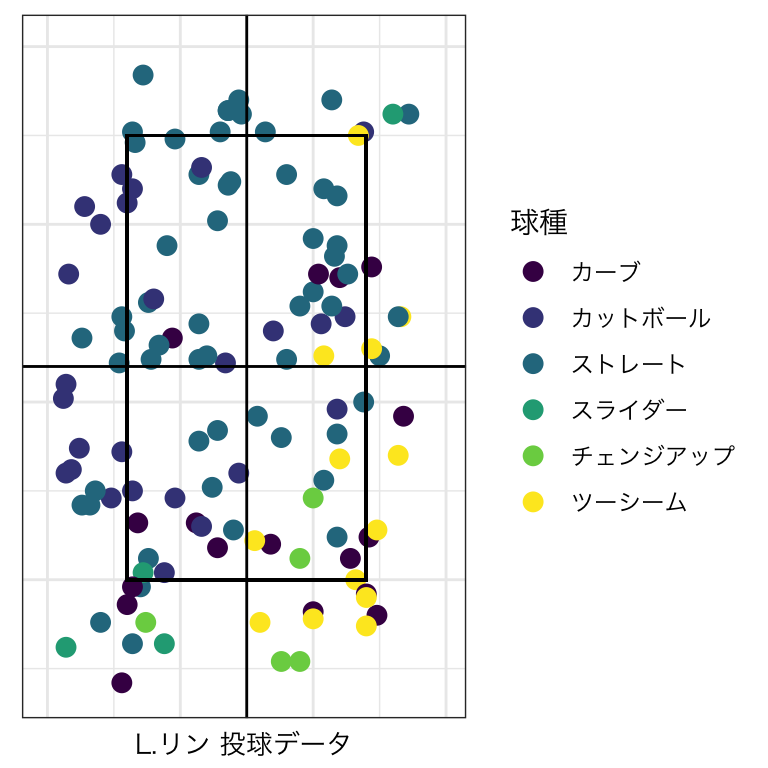 球種
カーブ
カットボール
ストレート
スライダー
チェンジアップ
ツーシーム
L.リン 投球データ